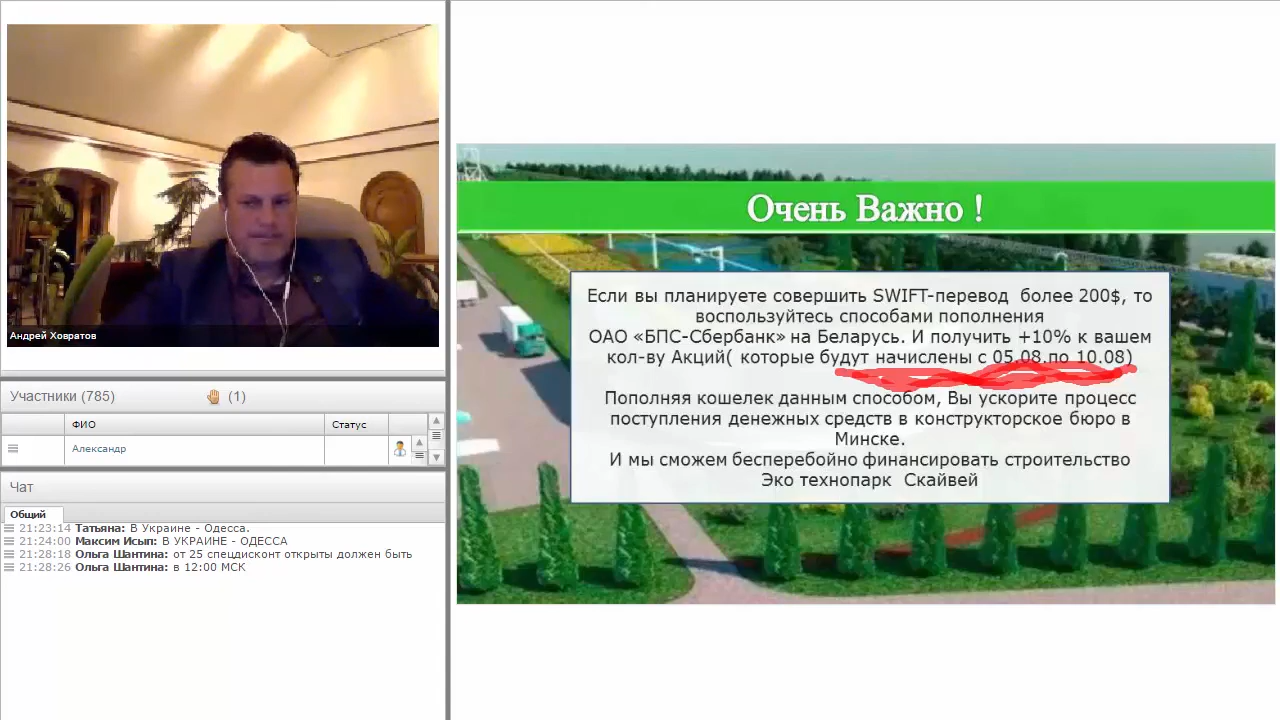 Андрей Ховратов
Участники (785)
(1)
ФИО
Статус
Александр
Чат
Общий
21:23:14 Татьяна: В Украине - Одесса.
21:24:00 Максим Исып: В УКРАИНЕ - ОДЕССА
21:28:18 Ольга Шантина: от 25 спецдисконт открыты должен быть
21:28:26 Ольга Шантина: в 12:00 МСК
Очень Важно !
Если вы планируете совершить SWIFT-перевод более 200$, то
воспользуйтесь способами пополнения
ОАО «БПС-Сбербанк» на Беларусь. И получить +10% к вашем
кол-ву Акций( которые будут начислены с 05.08.по 10.08)
Пополняя кошелек данным способом, Вы ускорите процесс
поступления денежных средств в конструкторское бюро в
Минске.
И мы сможем бесперебойно финансировать строительство
Эко технопарк Скайвей